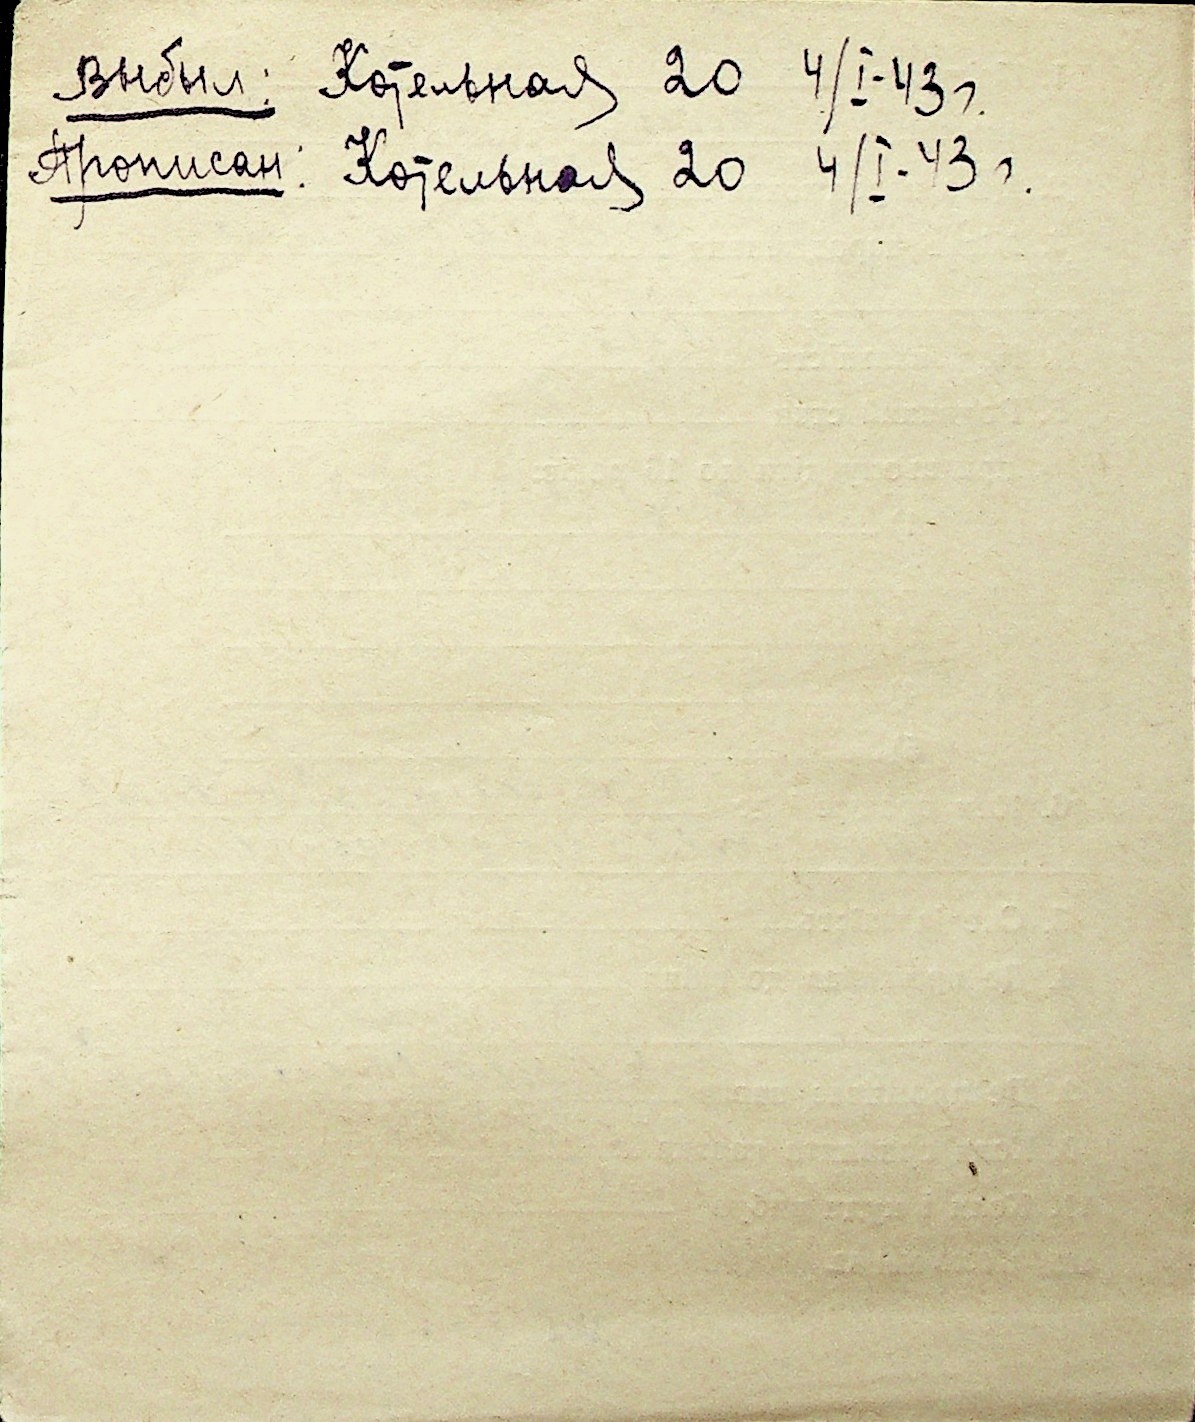 Выбыл: Котельная 20 4/I-43 г.
Прописан: Котельная 20 4/I-43 г.